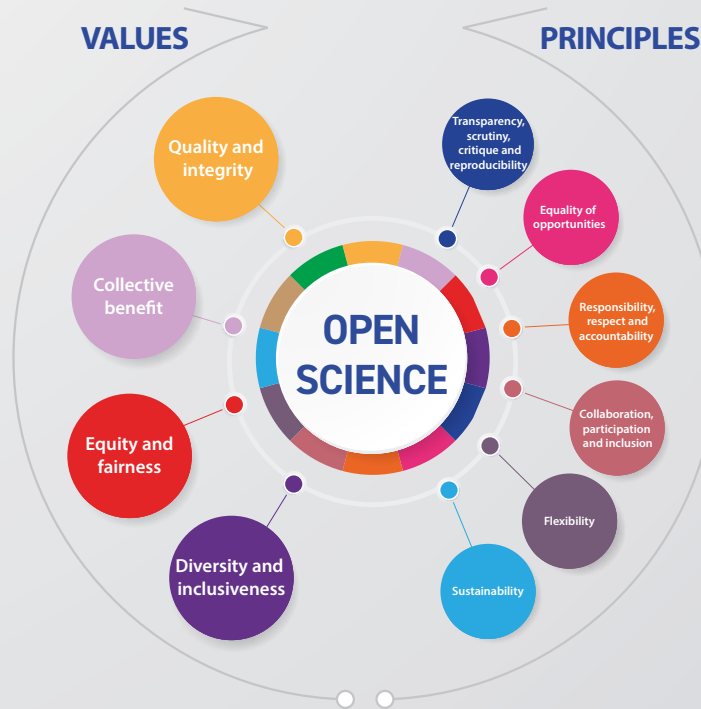 VALUES
PRINCIPLES
Quality and
integrity
Collective
benefit
Equity and
fairness
Diversity and
inclusiveness
OPEN
SCIENCE
Transparency,
scrutiny,
critique and
reproducibility
Equality of
opportunities
Responsibility,
respect and
accountability
Collaboration,
participation
and inclusion
Flexibility
Sustainability